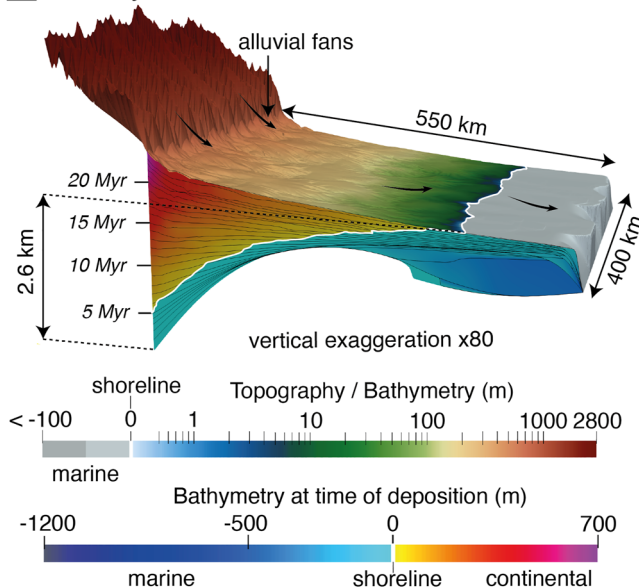 alluvial fans
550 km
400 km
20 Myr
15 Myr
10 Myr
5 Myr
2.6 km
vertical exaggeration x80
shoreline
Topography / Bathymetry (m)
< -100 0 1 10 100 1000 2800
marine
Bathymetry at time of deposition (m)
-1200 -500 0 700
marine shoreline continental